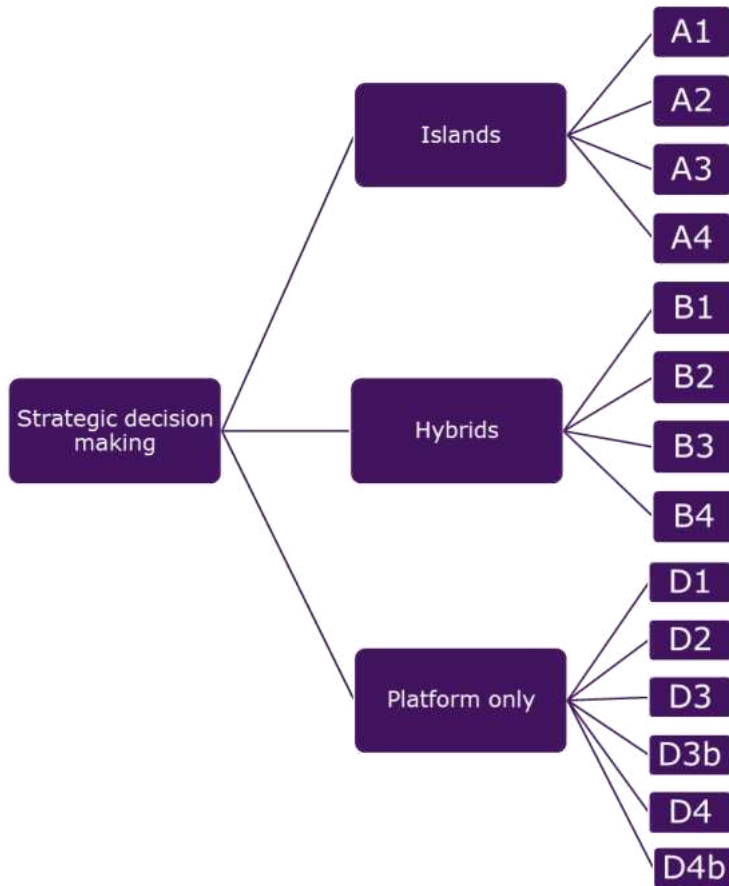 Strategic decision
making
Islands
A1
A2
A3
A4
Hybrids
B1
B2
B3
B4
Platform only
D1
D2
D3
D3b
D4
D4b